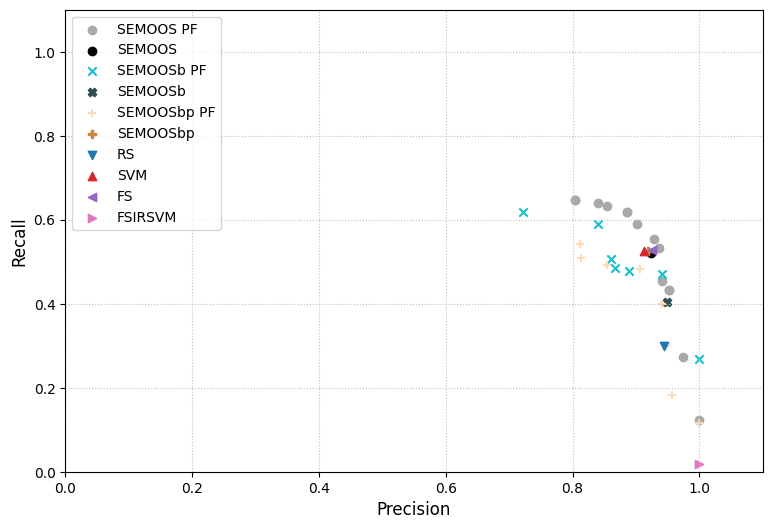 SEMOOS PF
SEMOOS
SEMOOSb PF
SEMOOSb
SEMOOSbp PF
SEMOOSbp
RS
SVM
FS
FSIRSVM
1.0
0.8
0.6
0.4
0.2
0.0
Recall
0.0 0.2 0.4 0.6 0.8 1.0
Precision